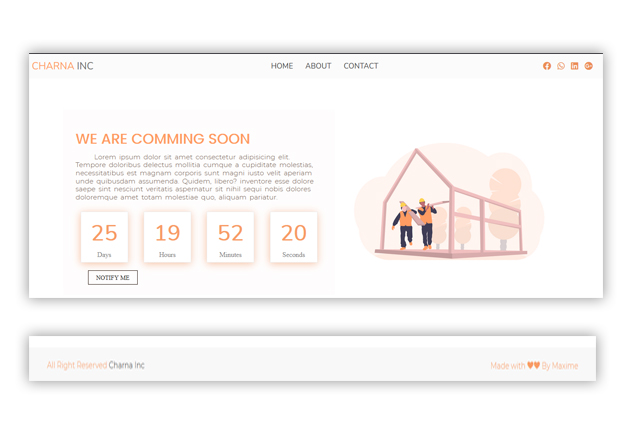 CHARNA INC
HOME ABOUT CONTACT
WE ARE COMMING SOON
Lorem ipsum dolor sit amet consectetur adipisicing elit.
Tempore doloribus delectus mollitia cumque a cupiditate molestias,
necessitatibus est magnam corporis sunt magni iusto velit aperiam
unde quibusdam assumenda. Quidem, libero? inventore esse dolore
saepe sint nesciunt veritatis aspernatur sit nihil sequi nobis dolores
doloremque amet totam molestiae quo, aliquam pariatur.
25 19 52 20
Days Hours Minutes Seconds
NOTIFY ME
All Right Reserved Charna Inc
Made with ♥♥ By Maxime